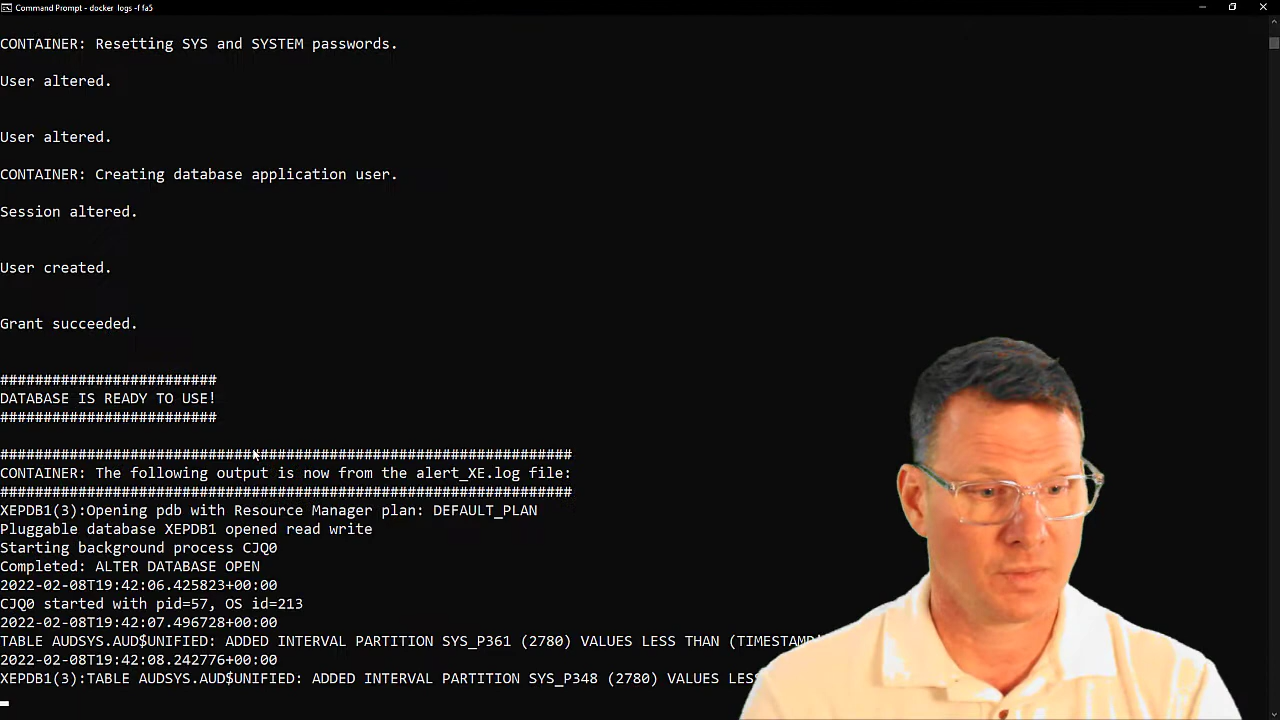 Command Prompt - docker logs -f fa5
CONTAINER: Resetting SYS and SYSTEM passwords.
User altered.
User altered.
CONTAINER: Creating database application user.
Session altered.
User created.
Grant succeeded.
#########################
DATABASE IS READY TO USE!
#########################
##################################################################
CONTAINER: The following output is now from the alert_XE.log file:
##################################################################
XEPDB1(3):Opening pdb with Resource Manager plan: DEFAULT_PLAN
Pluggable database XEPDB1 opened read write
Starting background process CJQ0
Completed: ALTER DATABASE OPEN
2022-02-08T19:42:06.425823+00:00
CJQ0 started with pid=57, OS id=213
2022-02-08T19:42:07.496728+00:00
TABLE AUDSYS.AUD$UNIFIED: ADDED INTERVAL PARTITION SYS_P361 (2780) VALUES LESS THAN (TIMESTAMP
2022-02-08T19:42:08.242776+00:00
XEPDB1(3):TABLE AUDSYS.AUD$UNIFIED: ADDED INTERVAL PARTITION SYS_P348 (2780) VALUES